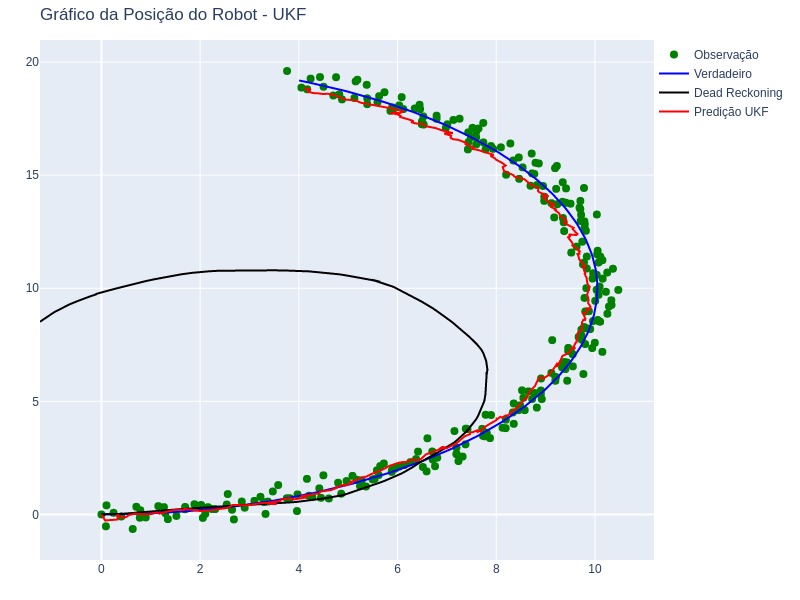 Gráfico da Posição do Robot - UKF
Observação
Verdadeiro
Dead Reckoning
Predição UKF
20
15
10
5
0
0 2 4 6 8 10